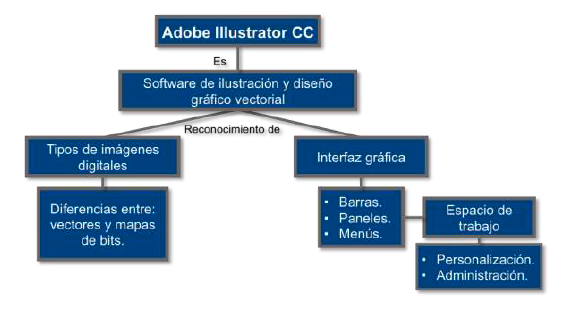 Adobe Illustrator CC
Es
Software de ilustración y diseño
gráfico vectorial
Reconocimiento de
Tipos de imágenes
digitales
Interfaz gráfica
Diferencias entre:
vectores y mapas
de bits.
• Barras.
• Paneles.
• Menús.
Espacio de
trabajo
• Personalización.
• Administración.